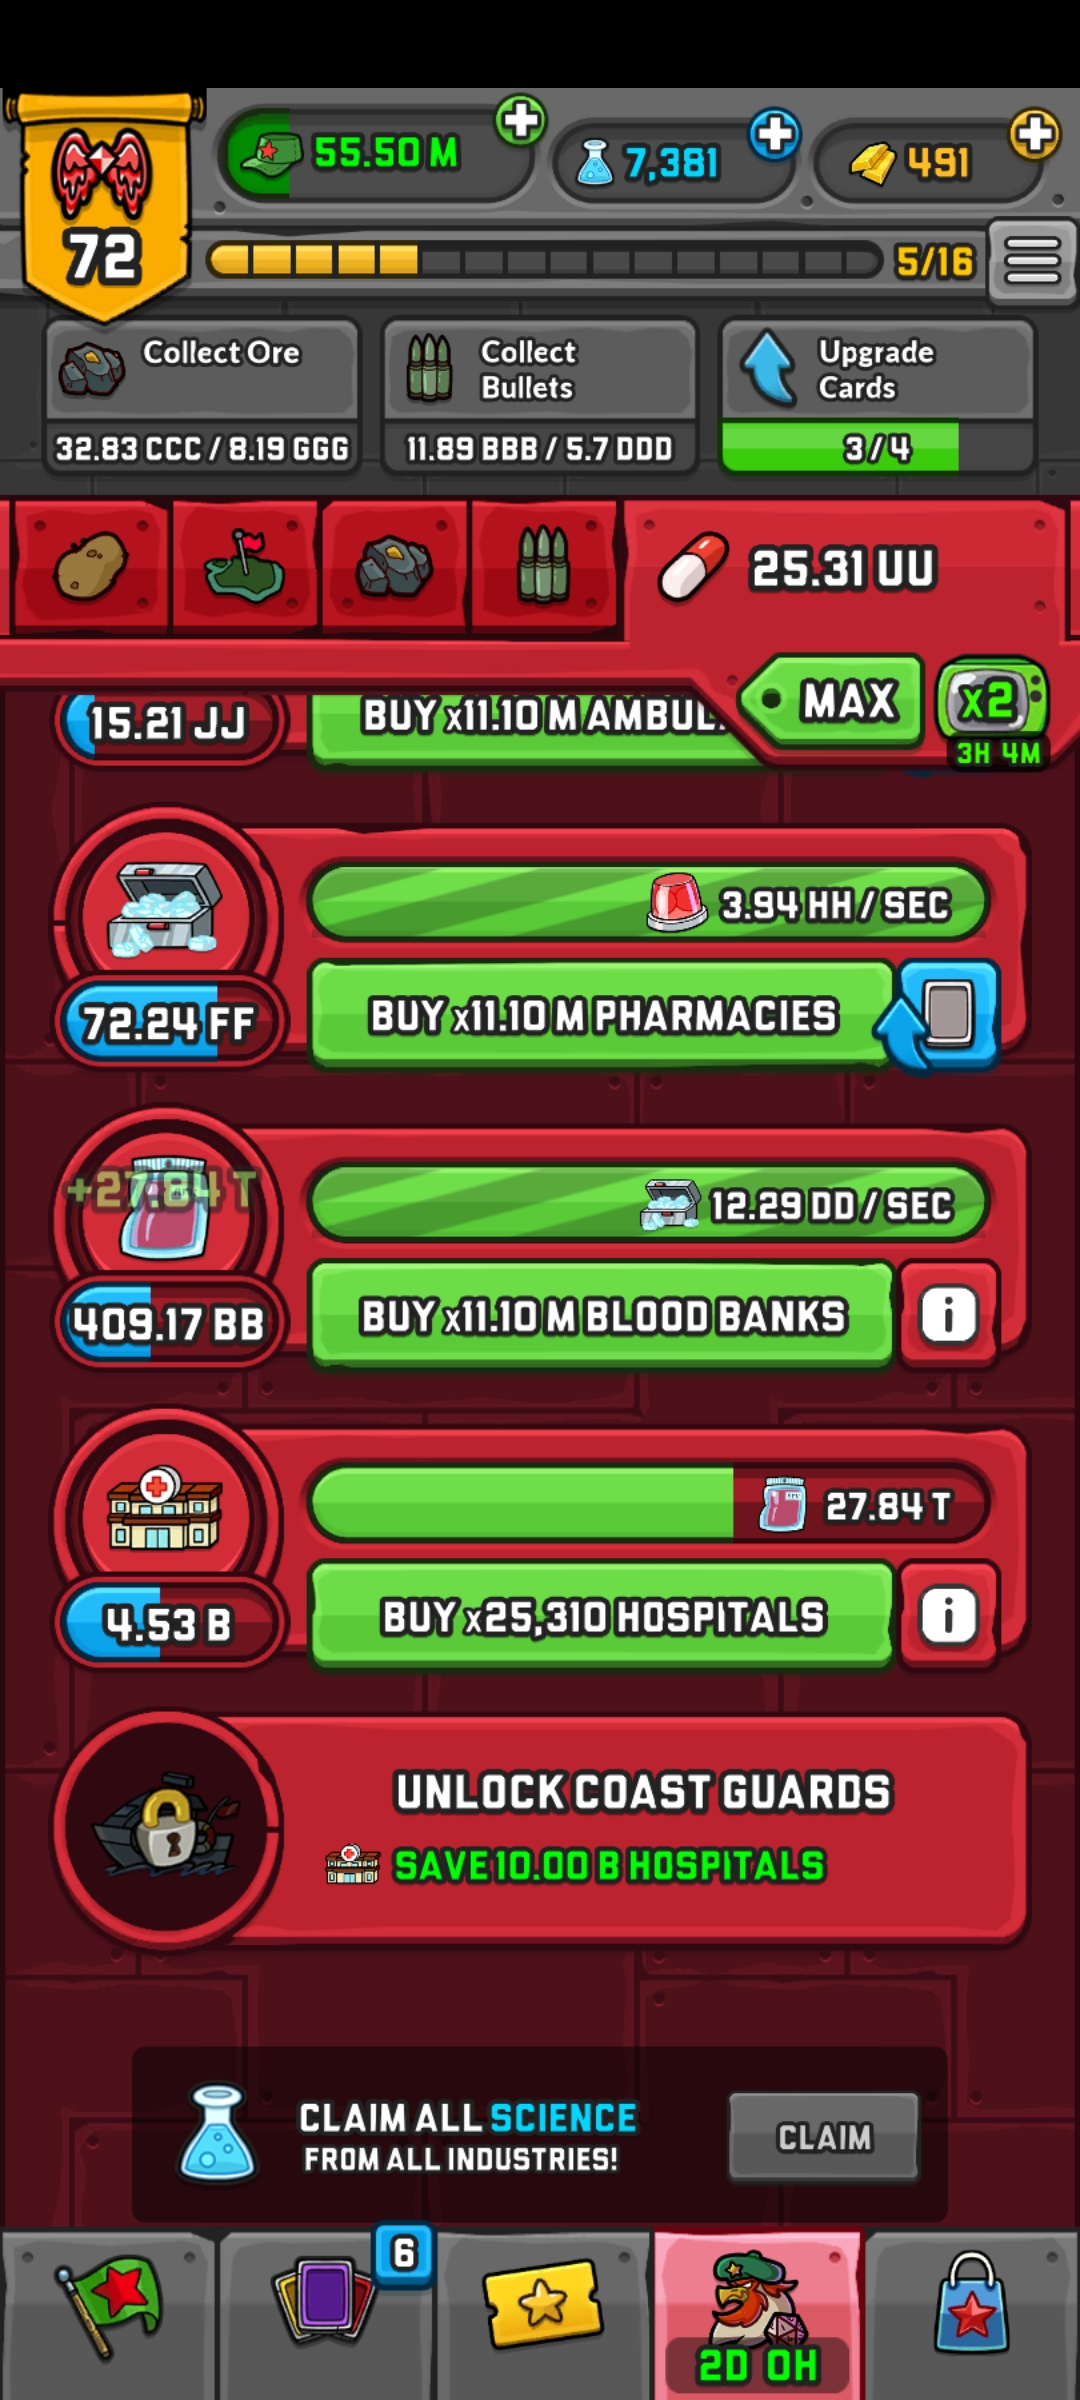 55.50 M
7,381
491
72
5/16
Collect Ore
32.83 CCC / 8.19 GGG
Collect
Bullets
11.89 BBB / 5.7 DDD
Upgrade
Cards
3/4
25.31 UU
MAX
x2
3H 4M
15.21 JJ
BUY x11.10 M AMBUL.
3.94 HH / SEC
72.24 FF
BUY x11.10 M PHARMACIES
+27.84 T
12.29 DD / SEC
409.17 BB
BUY x11.10 M BLOOD BANKS
i
27.84 T
4.53 B
BUY x25,310 HOSPITALS
i
UNLOCK COAST GUARDS
SAVE 10.00 B HOSPITALS
CLAIM ALL SCIENCE
FROM ALL INDUSTRIES!
CLAIM
6
2D 0H